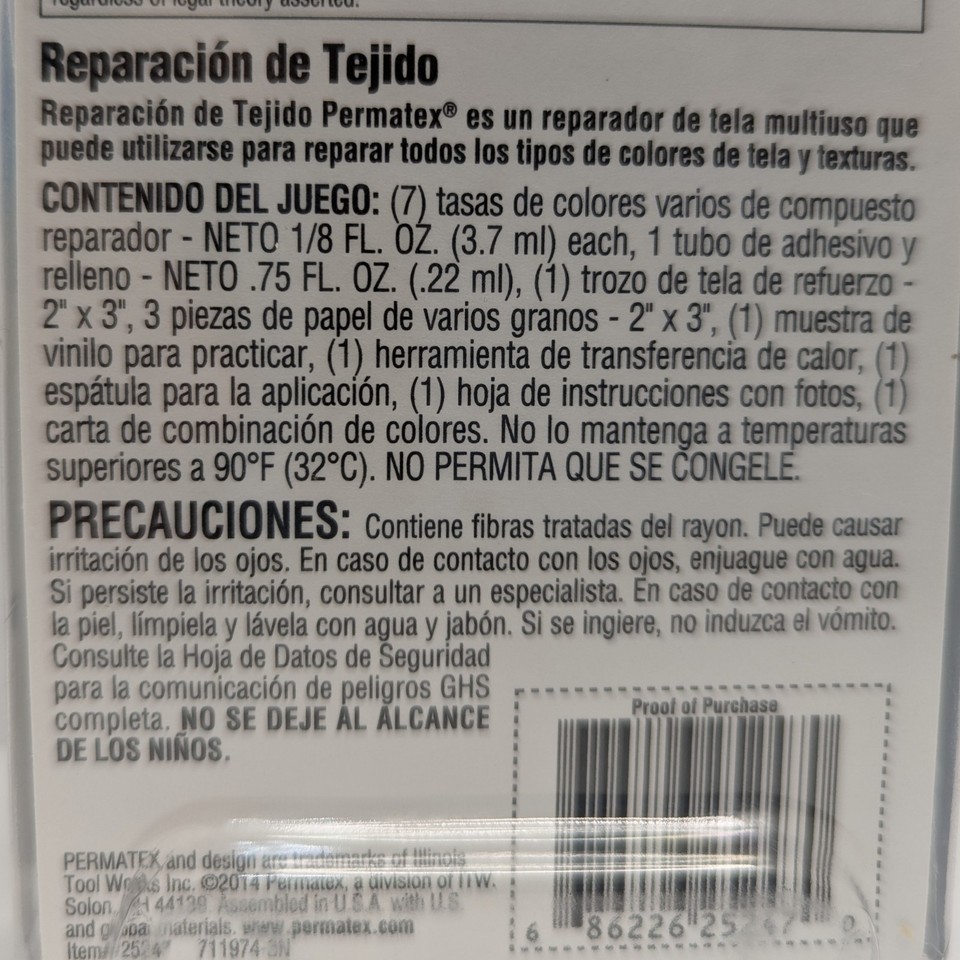 regardless of legal theory asserted.
Reparación de Tejido
Reparación de Tejido Permatex® es un reparador de tela multiuso que
puede utilizarse para reparar todos los tipos de colores de tela y texturas.
CONTENIDO DEL JUEGO: (7) tasas de colores varios de compuesto
reparador - NETO 1/8 FL. OZ. (3.7 ml) each, 1 tubo de adhesivo y
relleno - NETO .75 FL. OZ. (.22 ml), (1) trozo de tela de refuerzo -
2" x 3", 3 piezas de papel de varios granos - 2" x 3", (1) muestra de
vinilo para practicar, (1) herramienta de transferencia de calor, (1)
espátula para la aplicación, (1) hoja de instrucciones con fotos, (1)
carta de combinación de colores. No lo mantenga a temperaturas
superiores a 90°F (32°C). NO PERMITA QUE SE CONGELE.
PRECAUCIONES: Contiene fibras tratadas del rayon. Puede causar
irritación de los ojos. En caso de contacto con los ojos, enjuague con agua.
Si persiste la irritación, consultar a un especialista. En caso de contacto con
la piel, límpiela y lávela con agua y jabón. Si se ingiere, no induzca el vómito.
Consulte la Hoja de Datos de Seguridad
para la comunicación de peligros GHS
completa. NO SE DEJE AL ALCANCE
DE LOS NIÑOS.
Proof of Purchase
PERMATEX and design are trademarks of Illinois
Tool Works Inc. ©2014 Permatex, a division of ITW.
Solon, 44139 Assembled in U.S.A. with U.S.
and materials. www.permatex.com
Item# 25247 711974-3N
6 86226 25247 0